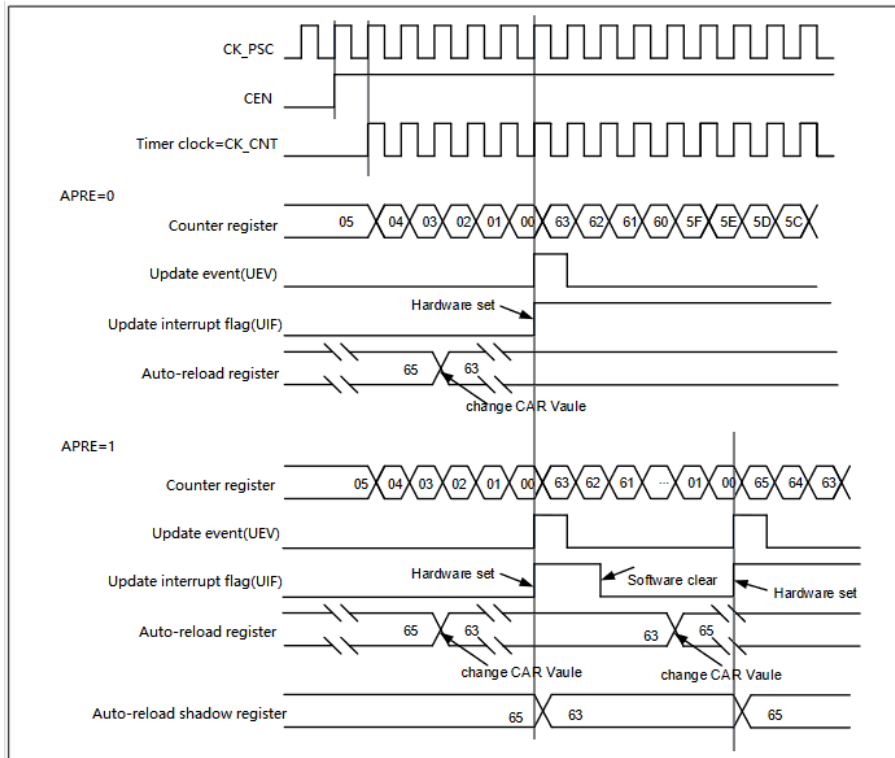 CK_PSC
CEN
Timer clock=CK_CNT
APRE=0
Counter register
05 04 03 02 01 00 63 62 61 60 5F 5E 5D 5C
Update event(UEV)
Hardware set
Update interrupt flag(UIF)
Auto-reload register
65 63
change CAR Vaule
APRE=1
Counter register
05 04 03 02 01 00 63 62 61 ... 01 00 65 64 63
Update event(UEV)
Update interrupt flag(UIF)
Hardware set
Software clear
Hardware set
Auto-reload register
65 63 63 65
change CAR Vaule
change CAR Vaule
Auto-reload shadow register
65 63 65